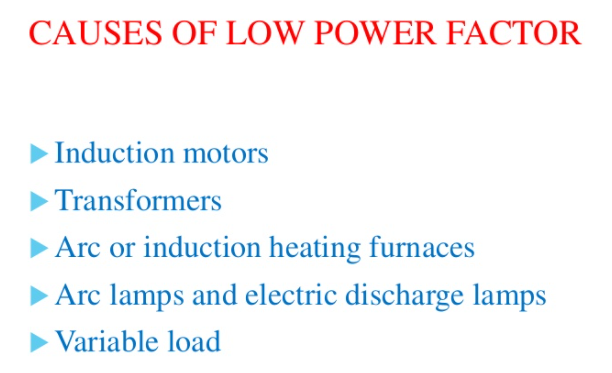 CAUSES OF LOW POWER FACTOR
Induction motors
Transformers
Arc or induction heating furnaces
Arc lamps and electric discharge lamps
Variable load